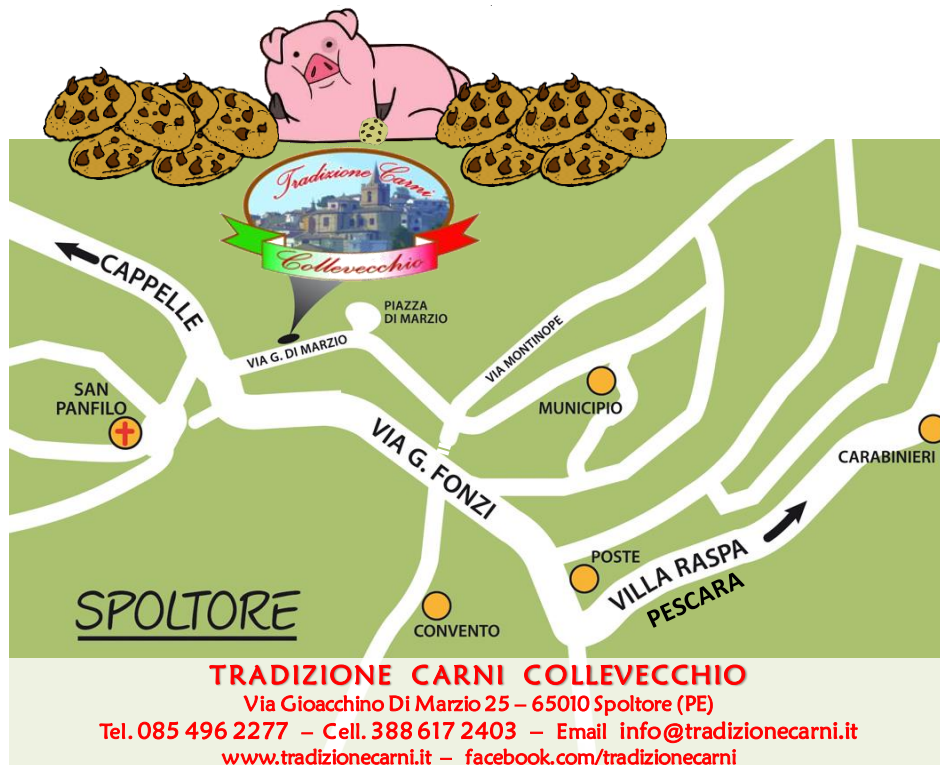 Tradizione Carni
Collevecchio
CAPPELLE
PIAZZA
DI MARZIO
VIA G. DI MARZIO
VIA MONTINOPE
SAN
PANFILO
MUNICIPIO
VIA G. FONZI
CARABINIERI
POSTE
VILLA RASPA
PESCARA
SPOLTORE
CONVENTO
TRADIZIONE CARNI COLLEVECCHIO
Via Gioacchino Di Marzio 25 – 65010 Spoltore (PE)
Tel. 085 496 2277 – Cell. 388 617 2403 – Email info@tradizionecarni.it
www.tradizionecarni.it – facebook.com/tradizionecarni